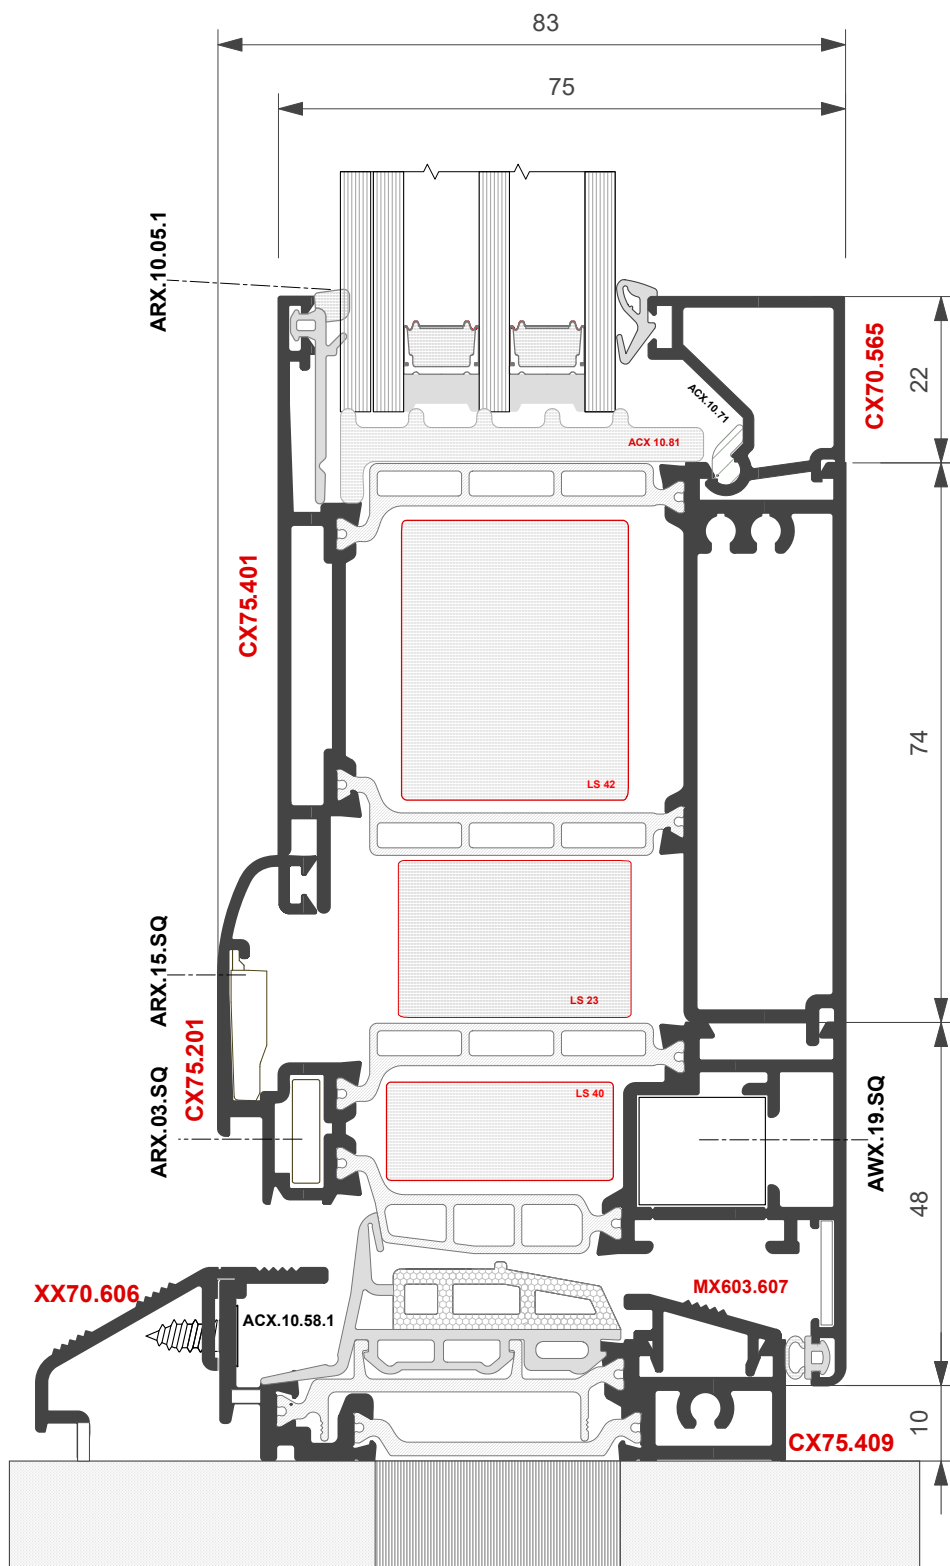 83
75
ARX.10.05.1
CX70.565
22
ACX.10.71
ACX 10.81
CX75.401
74
LS 42
ARX.15.SQ
LS 23
CX75.201
ARX.03.SQ
LS 40
AWX.19.SQ
48
XX70.606
MX603.607
ACX.10.58.1
10
CX75.409